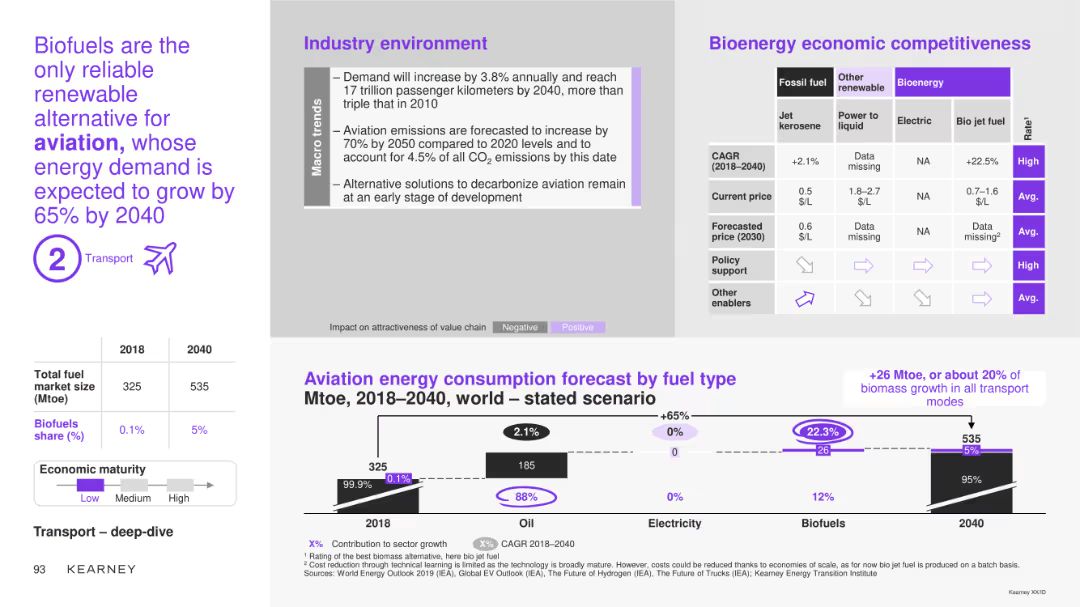 Biofuels are the
only reliable
renewable
alternative for
aviation, whose
energy demand is
expected to grow by
65% by 2040
2
Transport
2018 2040
Total fuel
market size
(Mtoe)
325 535
Biofuels
share (%)
0.1% 5%
Economic maturity
Low Medium High
Transport – deep-dive
93 KEARNEY
Industry environment
Macro trends
– Demand will increase by 3.8% annually and reach
17 trillion passenger kilometers by 2040, more than
triple that in 2010
– Aviation emissions are forecasted to increase by
70% by 2050 compared to 2020 levels and to
account for 4.5% of all CO2 emissions by this date
– Alternative solutions to decarbonize aviation remain
at an early stage of development
Impact on attractiveness of value chain Negative Positive
Bioenergy economic competitiveness
Fossil fuel
Other
renewable
Bioenergy
Jet
kerosene
Power to
liquid
Electric
Bio jet fuel
Rate¹
CAGR
(2018–2040)
+2.1%
Data
missing
NA
+22.5%
High
Current price
0.5
$/L
1.8–2.7
$/L
NA
0.7–1.6
$/L
Avg.
Forecasted
price (2030)
0.6
$/L
Data
missing
NA
Data
missing²
Avg.
Policy
support
High
Other
enablers
Avg.
Aviation energy consumption forecast by fuel type
Mtoe, 2018–2040, world – stated scenario
+26 Mtoe, or about 20% of
biomass growth in all transport
modes
+65%
2.1% 0% 22.3%
325
0.1%
99.9%
185
0
26
535
5%
95%
88% 0% 12%
2018 Oil Electricity Biofuels 2040
X% Contribution to sector growth X% CAGR 2018–2040
¹ Rating of the best biomass alternative, here bio jet fuel
² Cost reduction through technical learning is limited as the technology is broadly mature. However, costs could be reduced thanks to economies of scale, as for now bio jet fuel is produced on a batch basis.
Sources: World Energy Outlook 2019 (IEA), Global EV Outlook (IEA), The Future of Hydrogen (IEA), The Future of Trucks (IEA); Kearney Energy Transition Institute